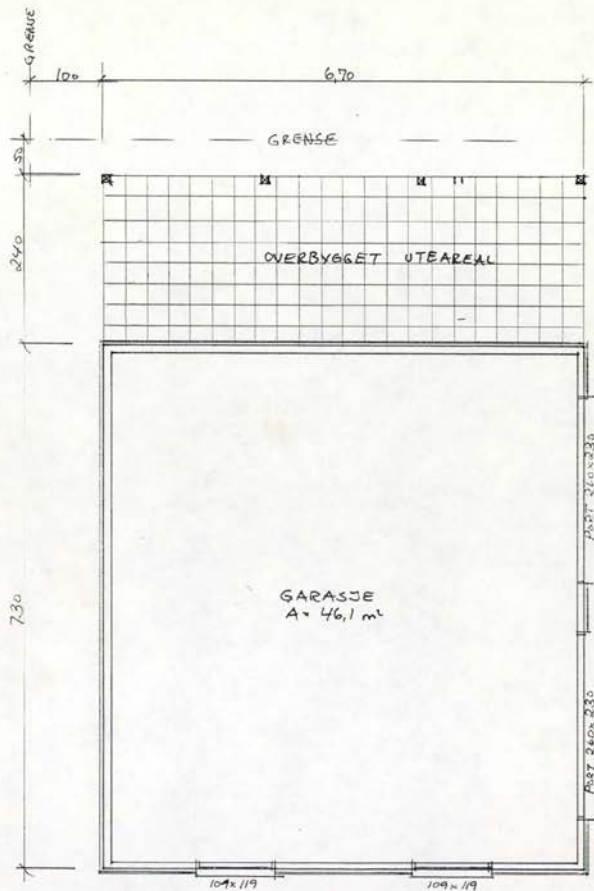 GRENSE
100
6,70
GRENSE
50
240
OVERBYGGET UTEAREAL
PORT 260x230
730
GARASJE
A = 46,1 m²
PORT 260x230
109x119
109x119